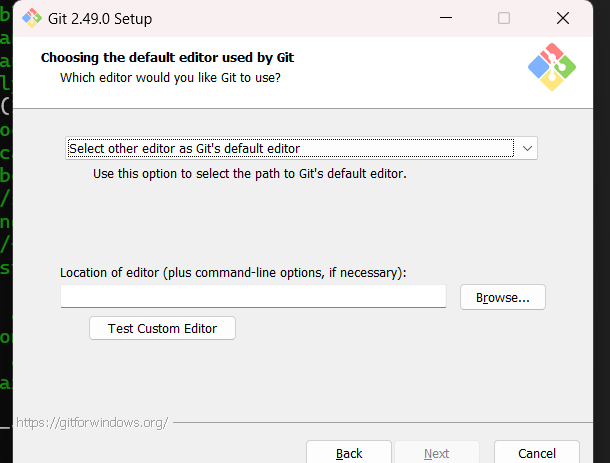 Git 2.49.0 Setup
Choosing the default editor used by Git
Which editor would you like Git to use?
Select other editor as Git's default editor
Use this option to select the path to Git's default editor.
Location of editor (plus command-line options, if necessary):
Browse...
Test Custom Editor
https://gitforwindows.org/
Back
Next
Cancel